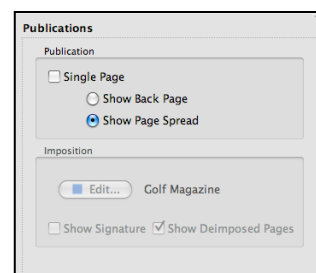 Publications
Publication
Single Page
Show Back Page
Show Page Spread
Imposition
Edit... Golf Magazine
Show Signature Show Deimposed Pages